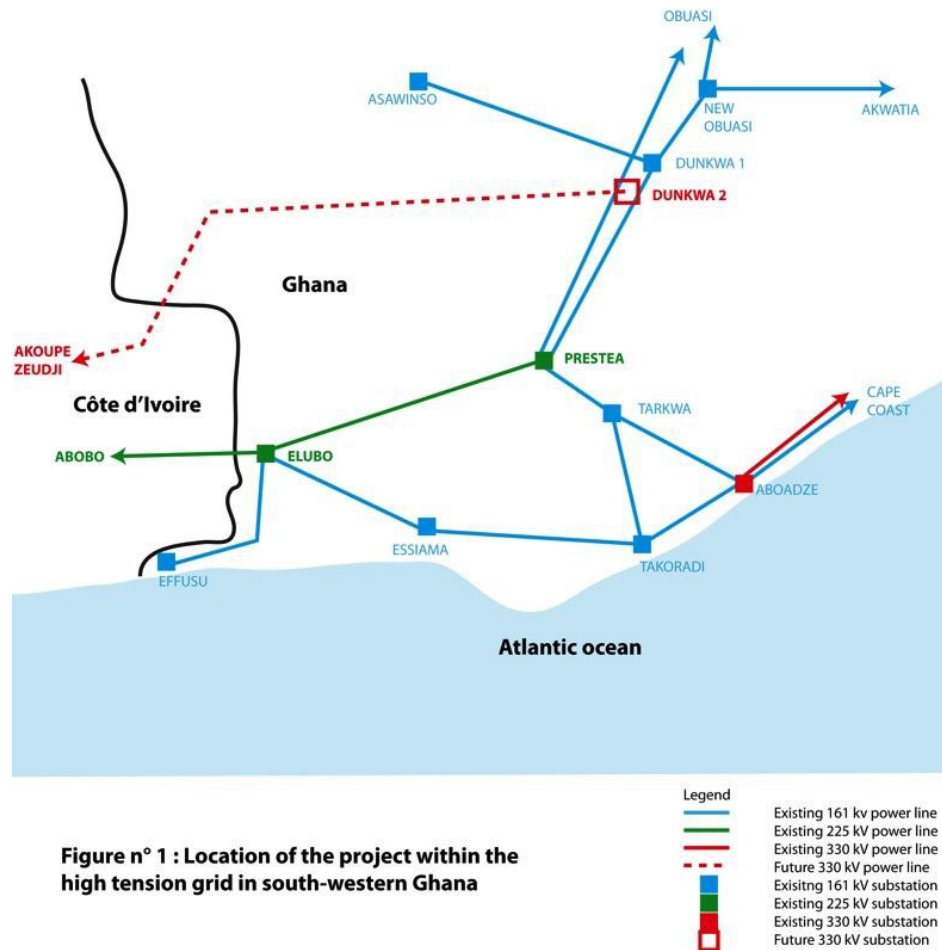 OBUASI
ASAWINSO
NEW
OBUASI
AKWATIA
DUNKWA 1
DUNKWA 2
Ghana
AKOUPE
ZEUDJI
PRESTEA
Côte d’Ivoire
CAPE
COAST
TARKWA
ABOBO
ELUBO
ABOADZE
ESSIAMA
TAKORADI
EFFUSU
Atlantic ocean
Figure n° 1 : Location of the project within the
high tension grid in south-western Ghana
Legend
Existing 161 kv power line
Existing 225 kV power line
Existing 330 kV power line
Future 330 kV power line
Exisitng 161 kV substation
Existing 225 kV substation
Existing 330 kV substation
Future 330 kV substation